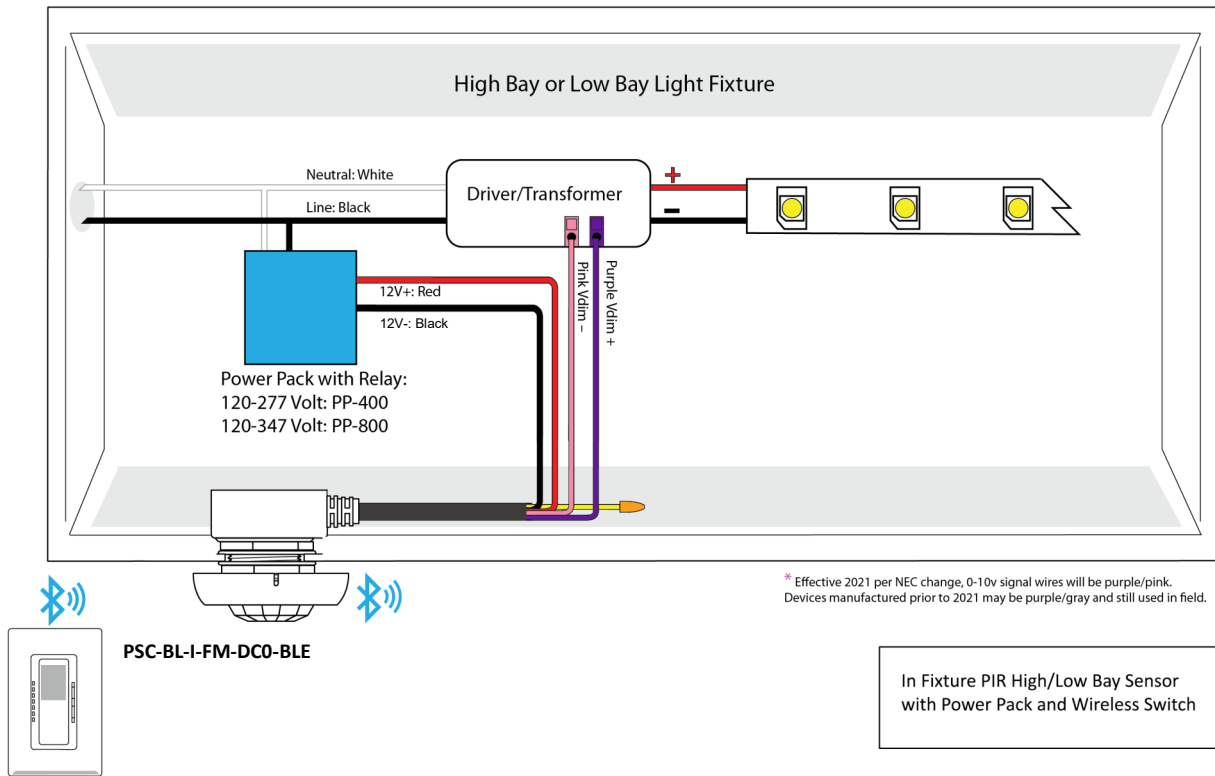 High Bay or Low Bay Light Fixture
Neutral: White
Line: Black
Driver/Transformer
+
−
Pink Vdim –
Purple Vdim +
12V+: Red
12V-: Black
Power Pack with Relay:
120-277 Volt: PP-400
120-347 Volt: PP-800
* Effective 2021 per NEC change, 0-10v signal wires will be purple/pink.
Devices manufactured prior to 2021 may be purple/gray and still used in field.
PSC-BL-I-FM-DC0-BLE
In Fixture PIR High/Low Bay Sensor
with Power Pack and Wireless Switch